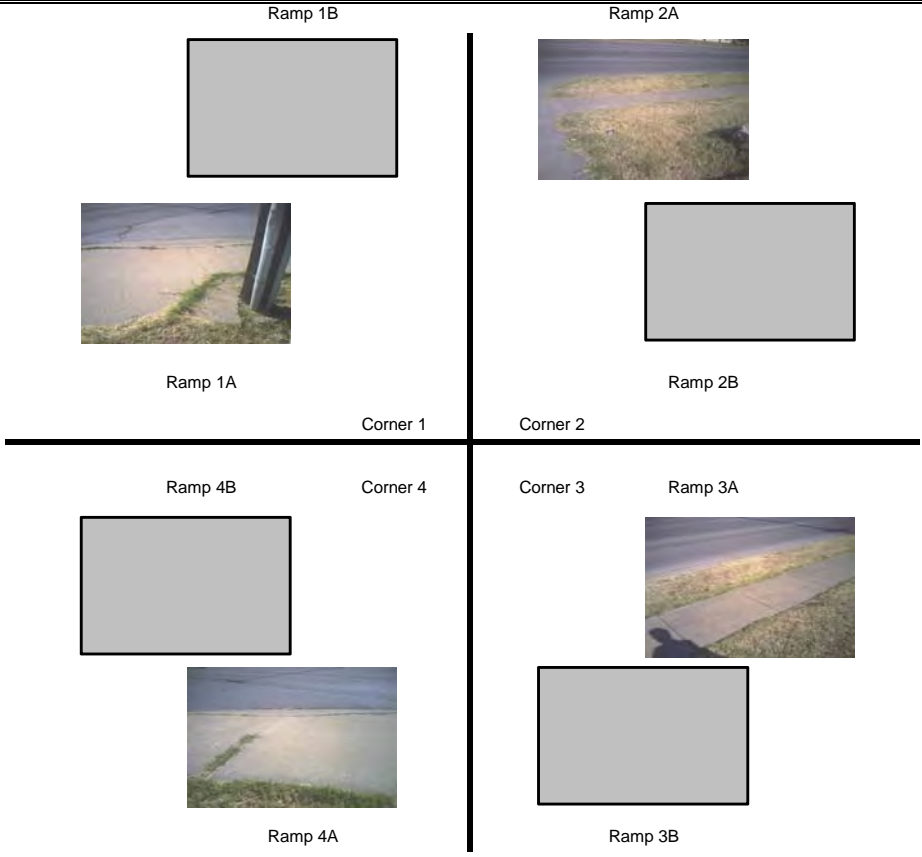 Ramp 1B Ramp 2A
Ramp 1A Ramp 2B
Corner 1 Corner 2
Ramp 4B Corner 4 Corner 3 Ramp 3A
Ramp 4A Ramp 3B